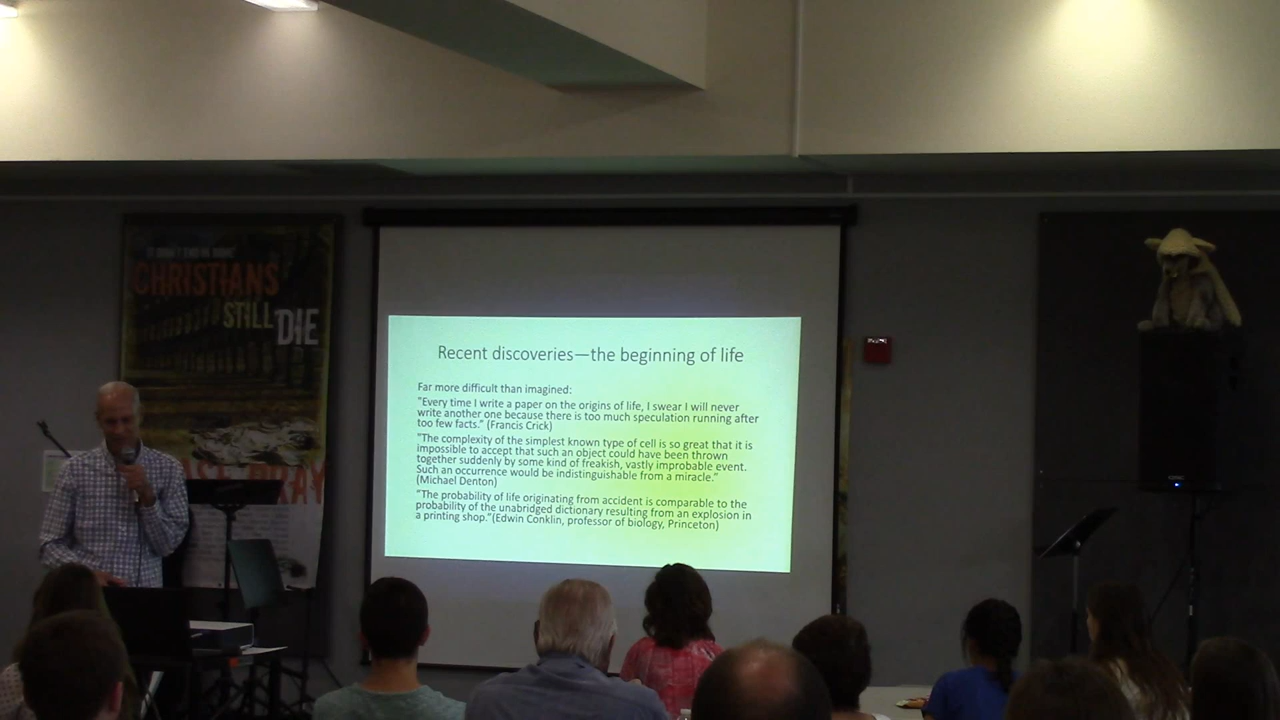 CHRISTIANS
STILL
DIE
Recent discoveries—the beginning of life
Far more difficult than imagined:
"Every time I write a paper on the origins of life, I swear I will never
write another one because there is too much speculation running after
too few facts." (Francis Crick)
"The complexity of the simplest known type of cell is so great that it is
impossible to accept that such an object could have been thrown
together suddenly by some kind of freakish, vastly improbable event.
Such an occurrence would be indistinguishable from a miracle."
(Michael Denton)
"The probability of life originating from accident is comparable to the
probability of the unabridged dictionary resulting from an explosion in
a printing shop."(Edwin Conklin, professor of biology, Princeton)